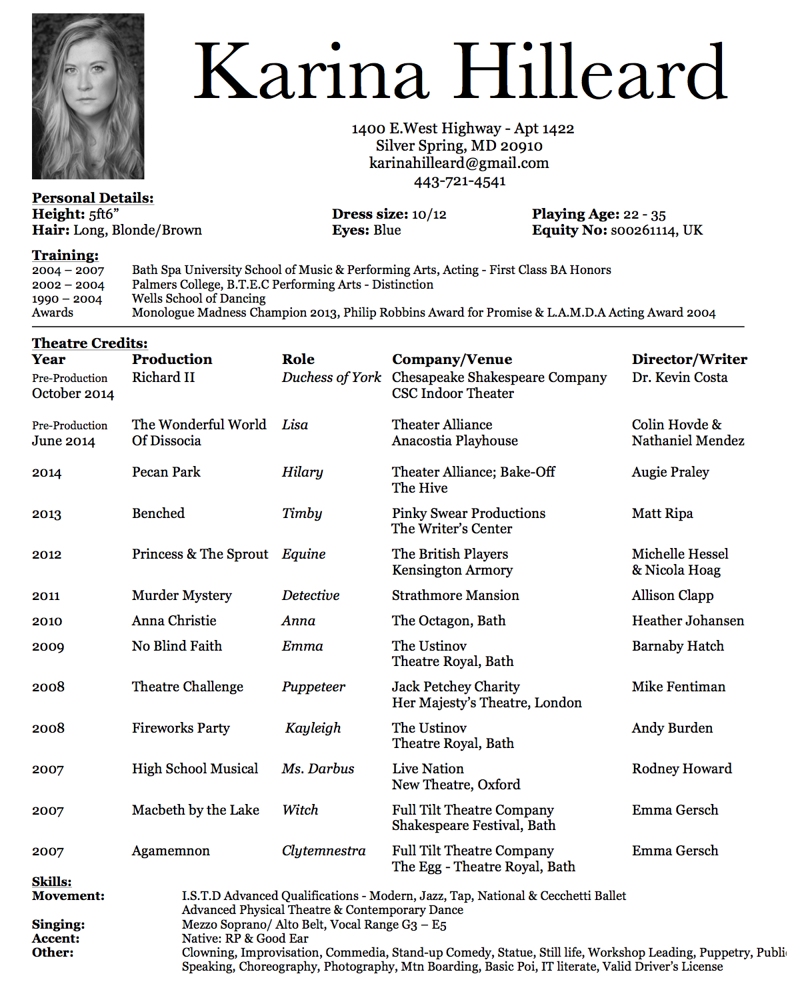 Karina Hilleard
1400 E.West Highway - Apt 1422
Silver Spring, MD 20910
karinahilleard@gmail.com
443-721-4541
Personal Details:
Height: 5ft6” Dress size: 10/12 Playing Age: 22 - 35
Hair: Long, Blonde/Brown Eyes: Blue Equity No: s00261114, UK
Training:
2004 – 2007 Bath Spa University School of Music & Performing Arts, Acting - First Class BA Honors
2002 – 2004 Palmers College, B.T.E.C Performing Arts - Distinction
1990 – 2004 Wells School of Dancing
Awards Monologue Madness Champion 2013, Philip Robbins Award for Promise & L.A.M.D.A Acting Award 2004
Theatre Credits:
Year Production Role Company/Venue Director/Writer
Pre-Production Richard II Duchess of York Chesapeake Shakespeare Company Dr. Kevin Costa
October 2014 CSC Indoor Theater
Pre-Production The Wonderful World Lisa Theater Alliance Colin Hovde &
June 2014 Of Dissocia Anacostia Playhouse Nathaniel Mendez
2014 Pecan Park Hilary Theater Alliance; Bake-Off Augie Praley
The Hive
2013 Benched Timby Pinky Swear Productions Matt Ripa
The Writer’s Center
2012 Princess & The Sprout Equine The British Players Michelle Hessel
Kensington Armory & Nicola Hoag
2011 Murder Mystery Detective Strathmore Mansion Allison Clapp
2010 Anna Christie Anna The Octagon, Bath Heather Johansen
2009 No Blind Faith Emma The Ustinov Barnaby Hatch
Theatre Royal, Bath
2008 Theatre Challenge Puppeteer Jack Petchey Charity Mike Fentiman
Her Majesty’s Theatre, London
2008 Fireworks Party Kayleigh The Ustinov Andy Burden
Theatre Royal, Bath
2007 High School Musical Ms. Darbus Live Nation Rodney Howard
New Theatre, Oxford
2007 Macbeth by the Lake Witch Full Tilt Theatre Company Emma Gersch
Shakespeare Festival, Bath
2007 Agamemnon Clytemnestra Full Tilt Theatre Company Emma Gersch
The Egg - Theatre Royal, Bath
Skills:
Movement: I.S.T.D Advanced Qualifications - Modern, Jazz, Tap, National & Cecchetti Ballet
Advanced Physical Theatre & Contemporary Dance
Singing: Mezzo Soprano/ Alto Belt, Vocal Range G3 – E5
Accent: Native: RP & Good Ear
Other: Clowning, Improvisation, Commedia, Stand-up Comedy, Statue, Still life, Workshop Leading, Puppetry, Publi
Speaking, Choreography, Photography, Mtn Boarding, Basic Poi, IT literate, Valid Driver’s License